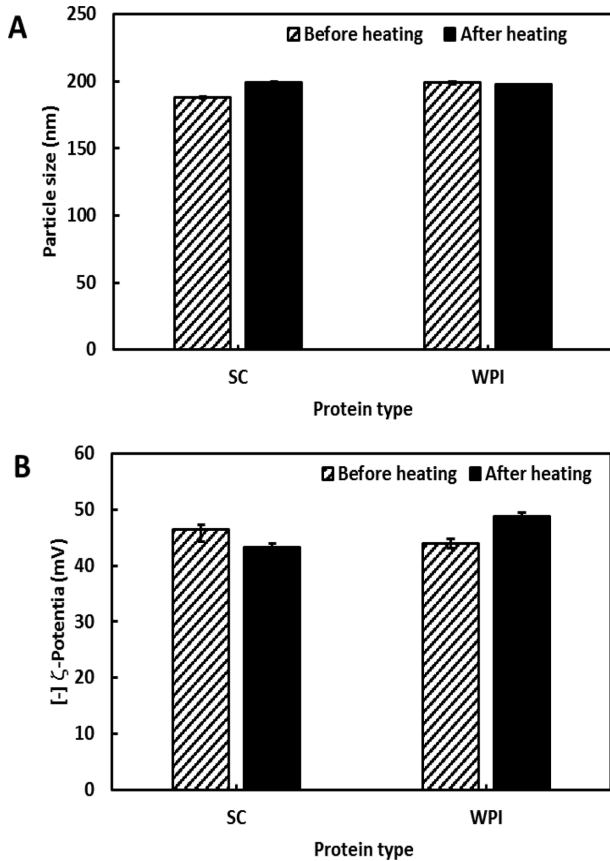 A
250
Before heating After heating
200
150
100
50
0
Particle size (nm)
SC WPI
Protein type
B
60
Before heating After heating
50
40
30
20
10
0
[-] ζ-Potentia (mV)
SC WPI
Protein type